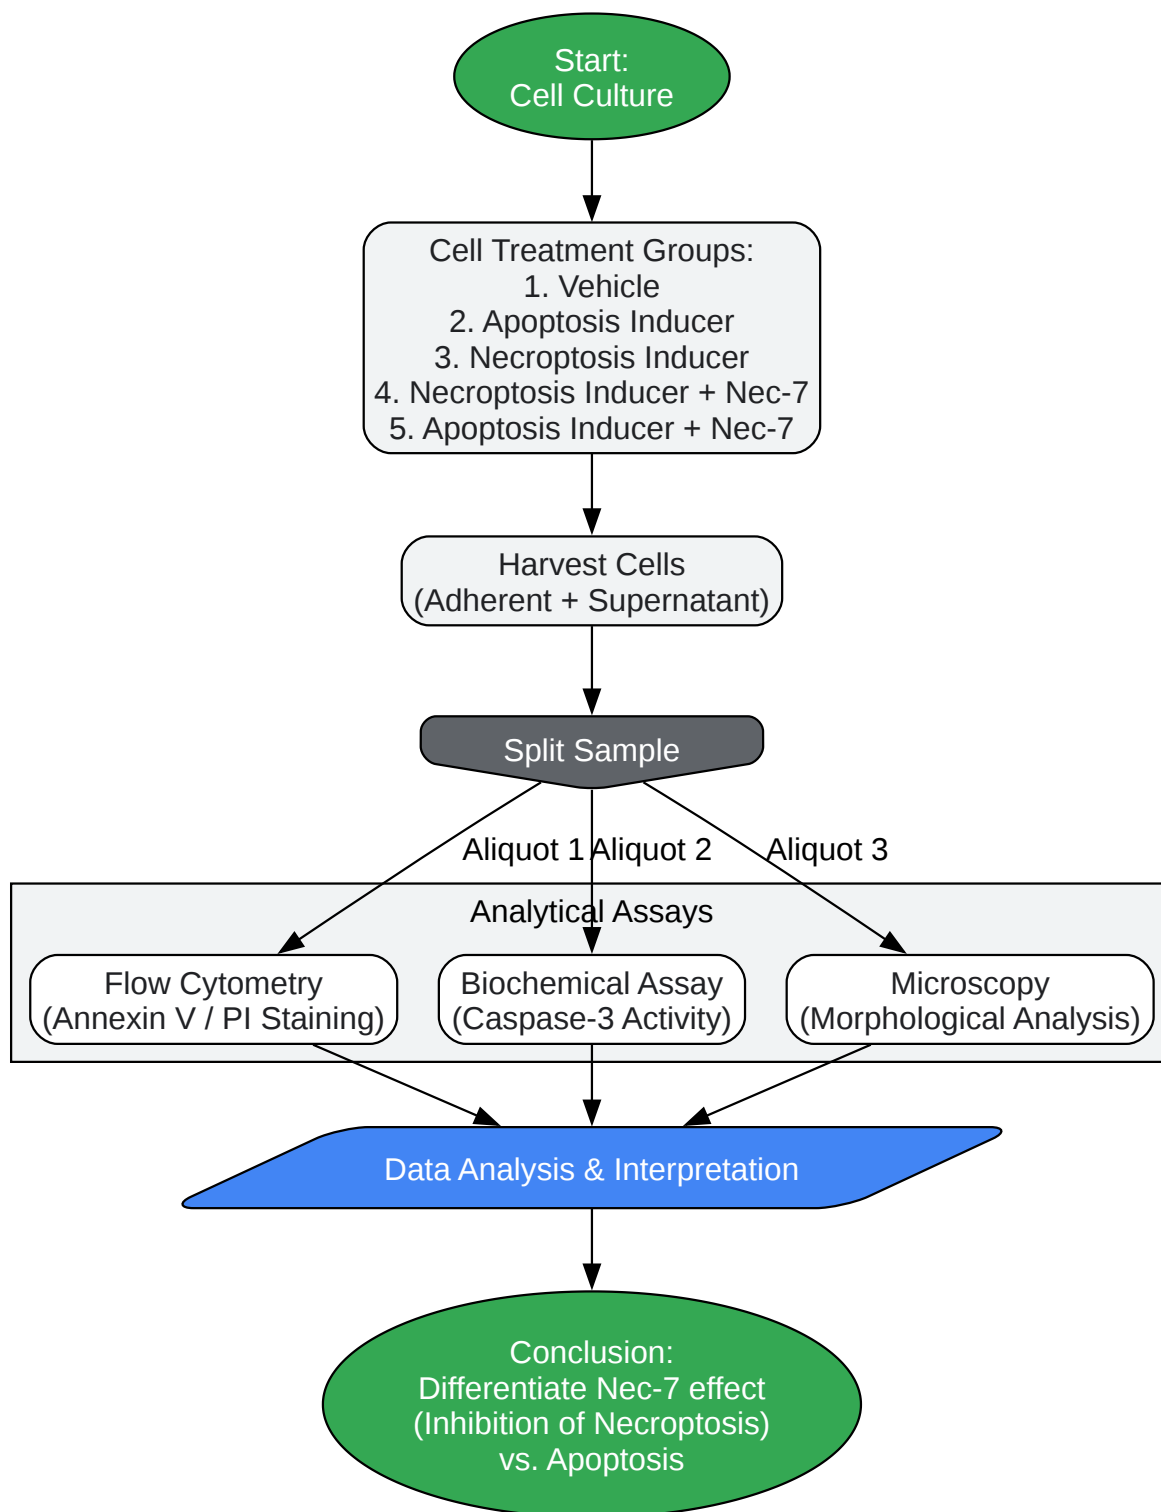 Start:
Cell Culture
Cell Treatment Groups:
1. Vehicle
2. Apoptosis Inducer
3. Necroptosis Inducer
4. Necroptosis Inducer + Nec-7
5. Apoptosis Inducer + Nec-7
Harvest Cells
(Adherent + Supernatant)
Split Sample
Aliquot 1
Aliquot 2
Aliquot 3
Analytical Assays
Flow Cytometry
(Annexin V / PI Staining)
Biochemical Assay
(Caspase-3 Activity)
Microscopy
(Morphological Analysis)
Data Analysis & Interpretation
Conclusion:
Differentiate Nec-7 effect
(Inhibition of Necroptosis)
vs. Apoptosis